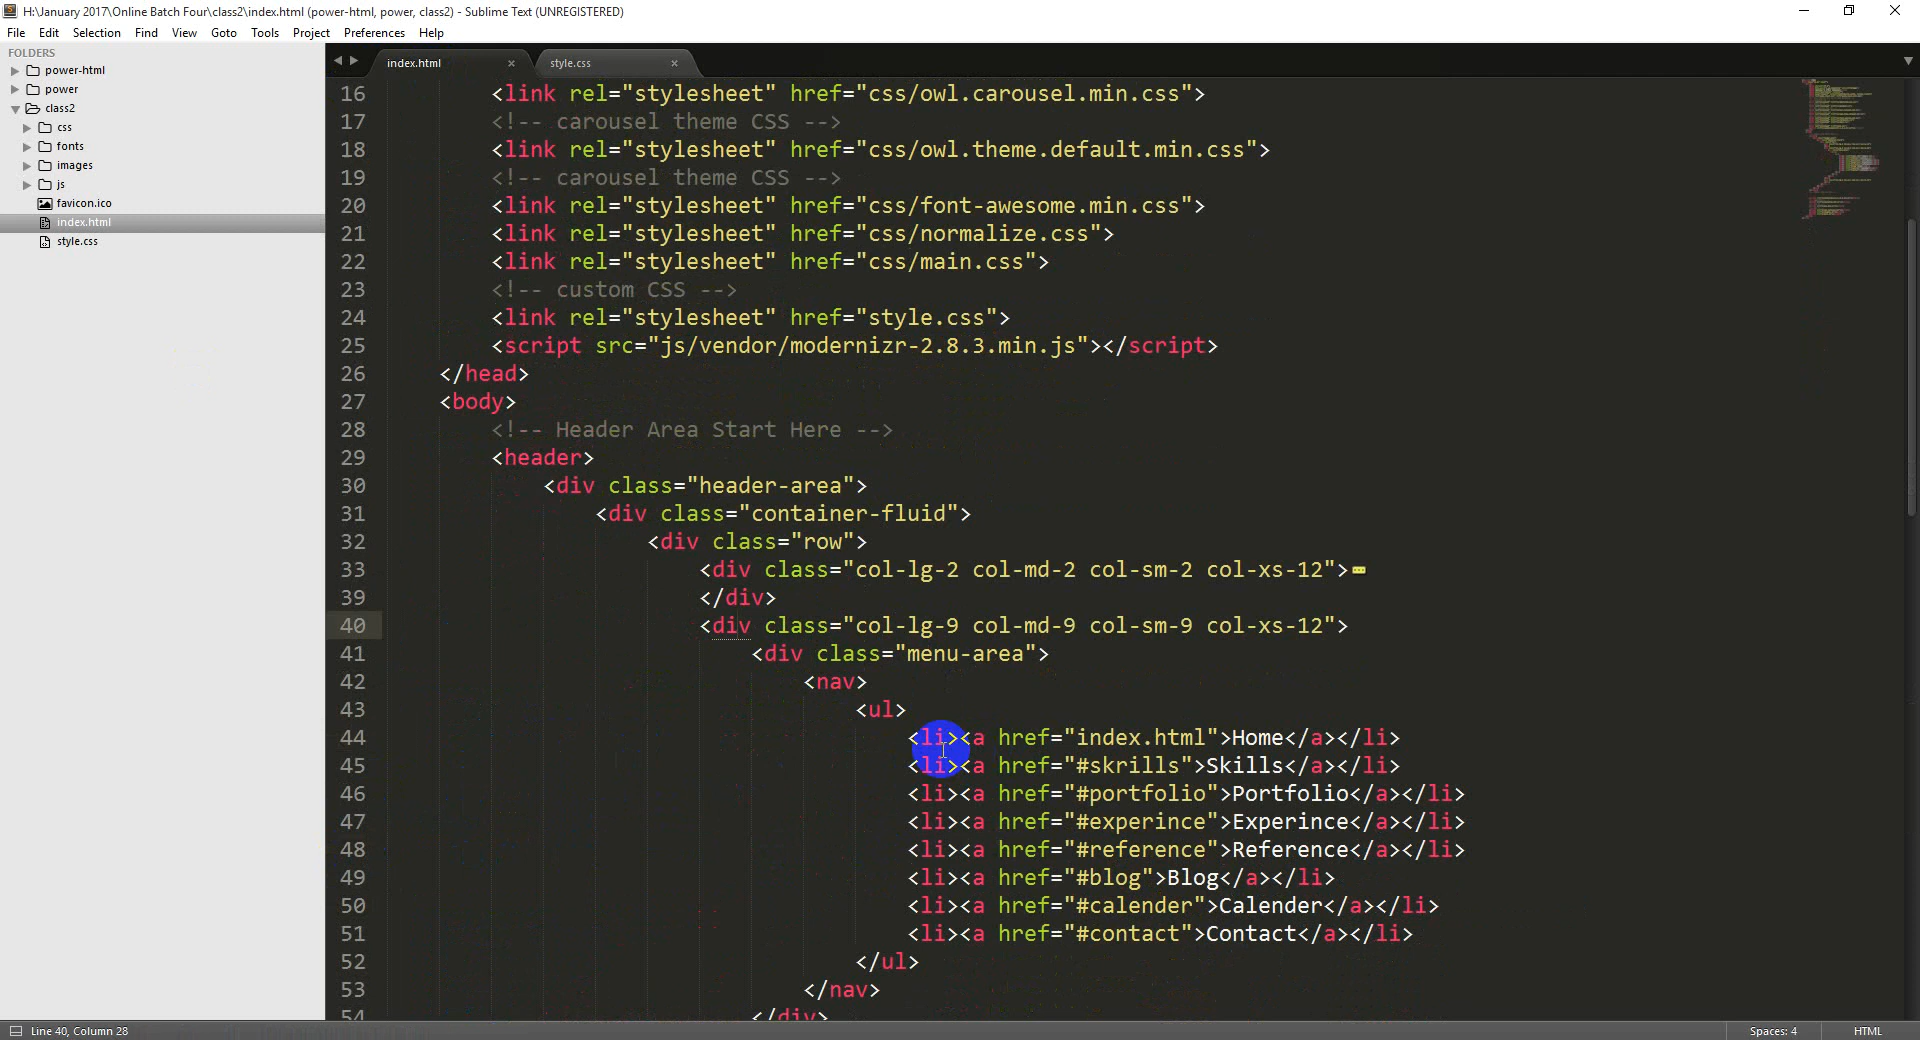 H:\January 2017\Online Batch Four\class2\index.html (power-html, power, class2) - Sublime Text (UNREGISTERED)
File Edit Selection Find View Goto Tools Project Preferences Help
FOLDERS
power-html
power
class2
css
fonts
images
js
favicon.ico
index.html
style.css
index.html style.css
16 <link rel="stylesheet" href="css/owl.carousel.min.css">
17 <!-- carousel theme CSS -->
18 <link rel="stylesheet" href="css/owl.theme.default.min.css">
19 <!-- carousel theme CSS -->
20 <link rel="stylesheet" href="css/font-awesome.min.css">
21 <link rel="stylesheet" href="css/normalize.css">
22 <link rel="stylesheet" href="css/main.css">
23 <!-- custom CSS -->
24 <link rel="stylesheet" href="style.css">
25 <script src="js/vendor/modernizr-2.8.3.min.js"></script>
26 </head>
27 <body>
28 <!-- Header Area Start Here -->
29 <header>
30 <div class="header-area">
31 <div class="container-fluid">
32 <div class="row">
33 <div class="col-lg-2 col-md-2 col-sm-2 col-xs-12">
39 </div>
40 <div class="col-lg-9 col-md-9 col-sm-9 col-xs-12">
41 <div class="menu-area">
42 <nav>
43 <ul>
44 <li><a href="index.html">Home</a></li>
45 <li><a href="#skrills">Skills</a></li>
46 <li><a href="#portfolio">Portfolio</a></li>
47 <li><a href="#experince">Experince</a></li>
48 <li><a href="#reference">Reference</a></li>
49 <li><a href="#blog">Blog</a></li>
50 <li><a href="#calender">Calender</a></li>
51 <li><a href="#contact">Contact</a></li>
52 </ul>
53 </nav>
54 </div>
Line 40, Column 28 Spaces: 4 HTML